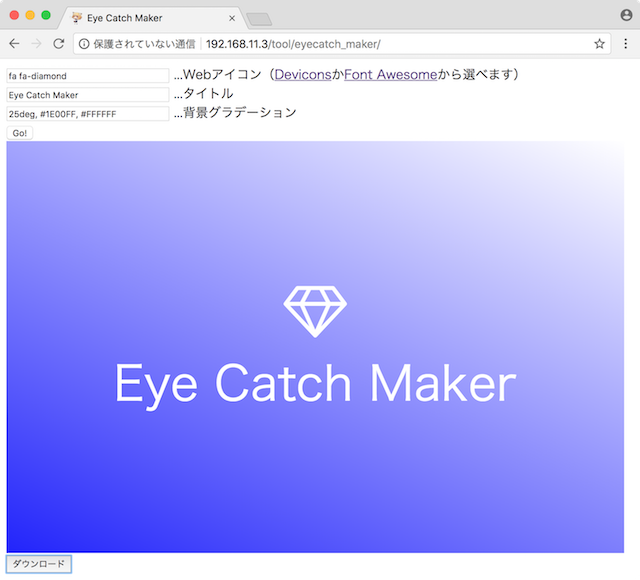 Eye Catch Maker
保護されていない通信 192.168.11.3/tool/eyecatch_maker/
fa fa-diamond ...Webアイコン（DeviconsかFont Awesomeから選べます）
Eye Catch Maker ...タイトル
25deg, #1E00FF, #FFFFFF ...背景グラデーション
Go!
Eye Catch Maker
ダウンロード